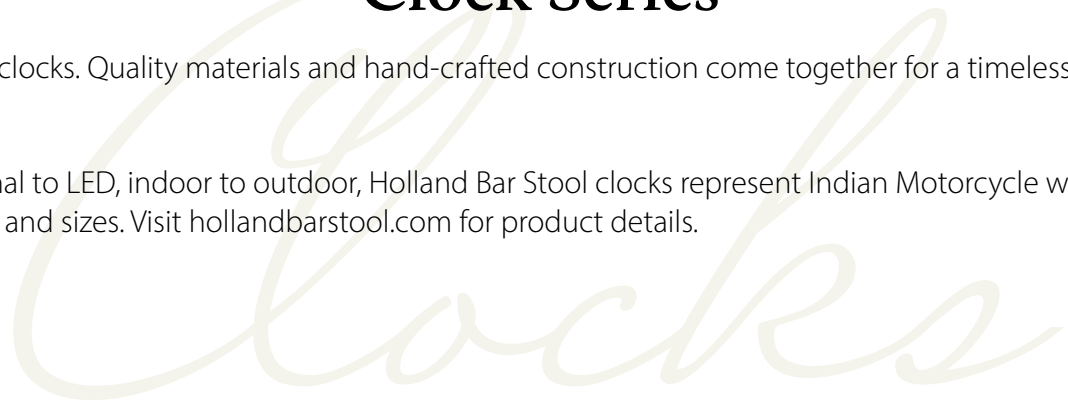 Clock Series
clocks. Quality materials and hand-crafted construction come together for a timeless
to LED, indoor to outdoor, Holland Bar Stool clocks represent Indian Motorcycle
and sizes. Visit hollandbarstool.com for product details.
Clocks